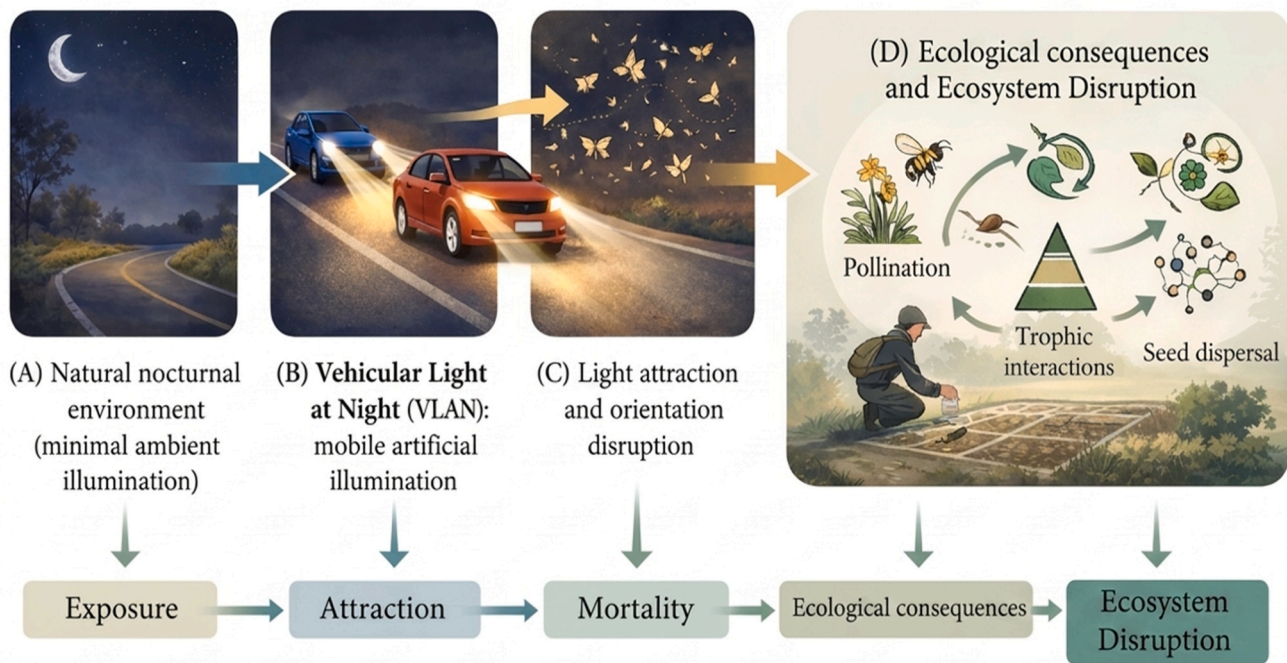 (D) Ecological consequences
and Ecosystem Disruption
Pollination
Trophic
interactions
Seed dispersal
(A) Natural nocturnal
environment
(minimal ambient
illumination)
(B) Vehicular Light
at Night (VLAN):
mobile artificial
illumination
(C) Light attraction
and orientation
disruption
Exposure
Attraction
Mortality
Ecological consequences
Ecosystem
Disruption